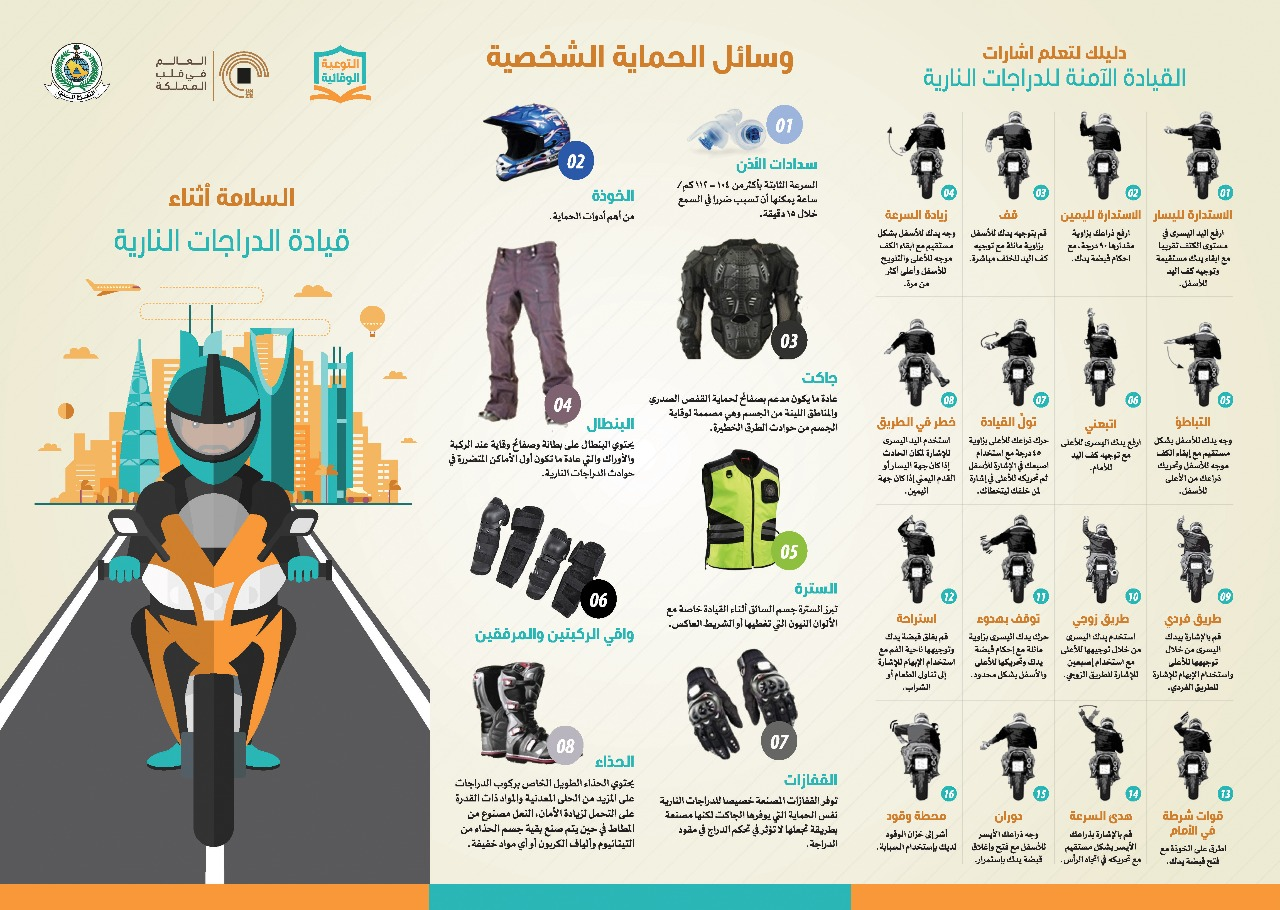 دليلك لتعلم اشارات
القيادة الآمنة للدراجات النارية
01
الاستدارة لليسار
ارفع اليد اليسرى في
مستوى الكتف تقريبا
مع ابقاء يدك مستقيمة
وتوجيه كف اليد
للأسفل.
02
الاستدارة لليمين
ارفع ذراعك بزاوية
مقدارها ٩٠ درجة، مع
احكام قبضة يدك.
03
قف
قم بتوجيه يدك للأسفل
بزاوية مائلة مع توجيه
كف اليد للخلف مباشرة.
04
زيادة السرعة
وجه يدك للأسفل بشكل
مستقيم مع ابقاء الكف
موجه للأعلى والتلويح
للأسفل وأعلى أكثر
من مرة.
05
التباطؤ
وجه يدك للأسفل بشكل
مستقيم مع إبقاء الكف
موجه للأسفل وتحريك
ذراعك من الأعلى
للأسفل.
06
اتبعني
ارفع يدك اليسرى للأعلى
مع توجيه كف اليد
للأمام.
07
تولّ القيادة
حرك ذراعك للأعلى بزاوية
٤٥ درجة مع استخدام
اصبعك في الإشارة للأسفل
ثم تحريكه للأعلى في إشارة
لمن خلفك ليتخطاك.
08
خطر في الطريق
استخدم اليد اليسرى
للإشارة لمكان الحادث
إذا كان جهة اليسار أو
القدم اليمنى إذا كان جهة
اليمين.
09
طريق فردي
قم بالإشارة بيدك
اليسرى من خلال
توجيهها للأعلى
واستخدام الإبهام للإشارة
للطريق الفردي.
10
طريق زوجي
استخدم يدك اليسرى
من خلال توجيهها للأعلى
مع استخدام إصبعين
للإشارة للطريق الزوجي.
11
توقف بهدوء
حرك يدك اليسرى بزاوية
مائلة مع إحكام قبضة
يدك وتحريكها للأعلى
والأسفل بشكل محدود.
12
استراحة
قم بغلق قبضة يدك
وتوجيهها ناحية الفم مع
استخدام الإبهام للإشارة
إلى تناول الطعام أو
الشراب.
13
قوات شرطة
في الأمام
اطرق على الخوذة مع
فتح قبضة يدك.
14
هدئ السرعة
قم بالإشارة بذراعك
الأيسر بشكل مستقيم
مع تحريكه في اتجاه الرأس.
15
دوران
وجه ذراعك الأيسر
للأسفل مع فتح وإغلاق
قبضة يدك بإستمرار.
16
محطة وقود
أشر إلى خزان الوقود
لديك بإستخدام السبابة.
وسائل الحماية الشخصية
01
سدادات الأذن
السرعة الثابتة بأكثر من ١٠٤ – ١١٢ كم/
ساعة يمكنها أن تسبب ضررا في السمع
خلال ١٥ دقيقة.
02
الخوذة
من أهم أدوات الحماية.
03
جاكت
عادة ما يكون مدعم بصفائح لحماية القفص الصدري
والمناطق اللينة من الجسم وهي مصممة لوقاية
الجسم من حوادث الطرق الخطيرة.
04
البنطال
يحتوي البنطال على بطانة وصفائح وقاية عند الركبة
والأوراك والتي عادة ما تكون أول الأماكن المتضررة في
حوادث الدراجات النارية.
05
السترة
تبرز السترة جسم السائق أثناء القيادة خاصة مع
الألوان النيون التي تغطيها أو الشريط العاكس.
06
واقي الركبتين والمرفقين
07
القفازات
توفر القفازات المصنعة خصيصا للدراجات النارية
نفس الحماية التي يوفرها الجاكت لكنها مصنعة
بطريقة تجعلها لا تؤثر في تحكم الدراج في مقود
الدراجة.
08
الحذاء
يحتوي الحذاء الطويل الخاص بركوب الدراجات
على المزيد من الحلى المعدنية والمواد ذات القدرة
على التحمل لزيادة الأمان، النعل مصنوع من
المطاط في حين يتم صنع بقية جسم الحذاء من
التيتانيوم وألياف الكربون أو أي مواد خفيفة.
التوعية
الوقائية
العالم
في قلب
المملكة
الدفاع المدني
السلامة أثناء
قيادة الدراجات النارية